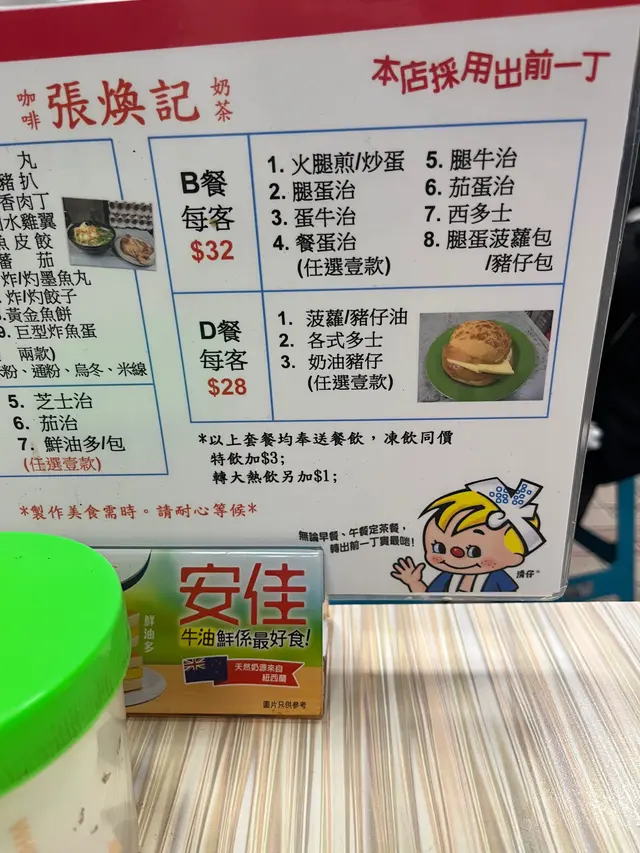 本店採用出前一丁
咖啡 張煥記 奶茶
丸
豬扒
香肉丁
水雞翼
魚皮餃
蕃茄
炸/灼墨魚丸
炸/灼餃子
.黃金魚餅
9. 巨型炸魚蛋
兩款)
粉、通粉、烏冬、米線
5. 芝士治
6. 茄治
7. 鮮油多/包
(任選壹款)
B餐
每客
$32
1. 火腿煎/炒蛋
2. 腿蛋治
3. 蛋牛治
4. 餐蛋治
(任選壹款)
5. 腿牛治
6. 茄蛋治
7. 西多士
8. 腿蛋菠蘿包
/豬仔包
D餐
每客
$28
1. 菠蘿/豬仔油
2. 各式多士
3. 奶油豬仔
(任選壹款)
*以上套餐均奉送餐飲，凍飲同價
特飲加$3;
轉大熱飲另加$1;
*製作美食需時。請耐心等候*
無論早餐、午餐定茶餐，
轉出前一丁實最啱!
清仔
安佳
牛油鮮係最好食!
鮮油多
天然奶源來自
紐西蘭
圖片只供參考